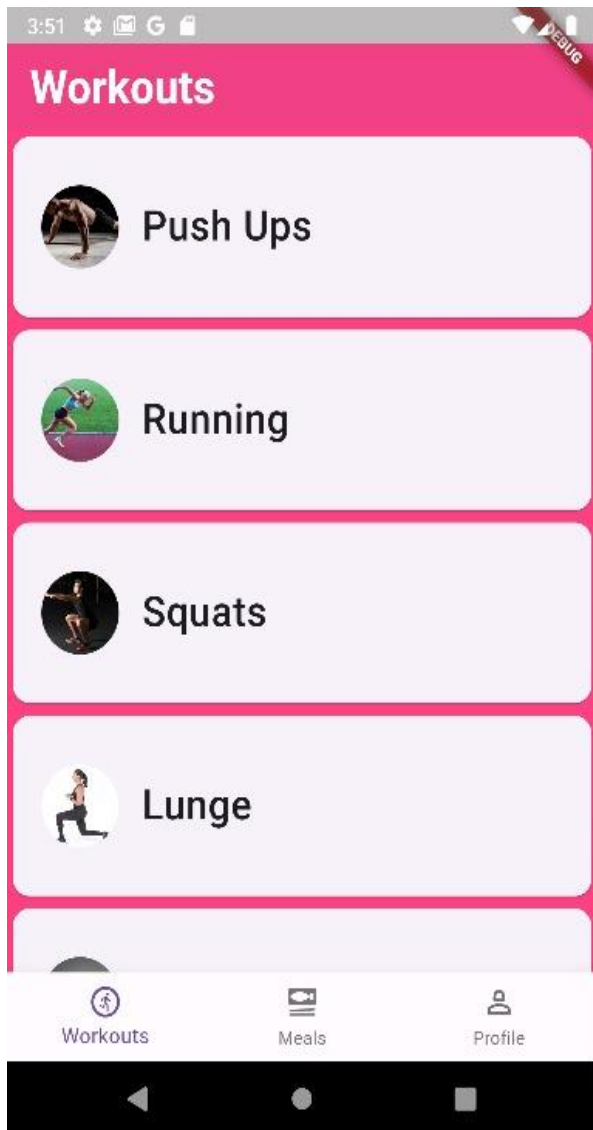 3:51 G
DEBUG
Workouts
Push Ups
Running
Squats
Lunge
Workouts Meals Profile